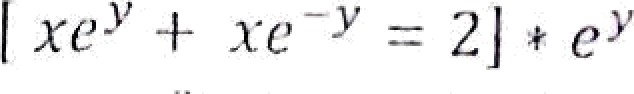 [ xe^y + xe^{-y} = 2] * e^y